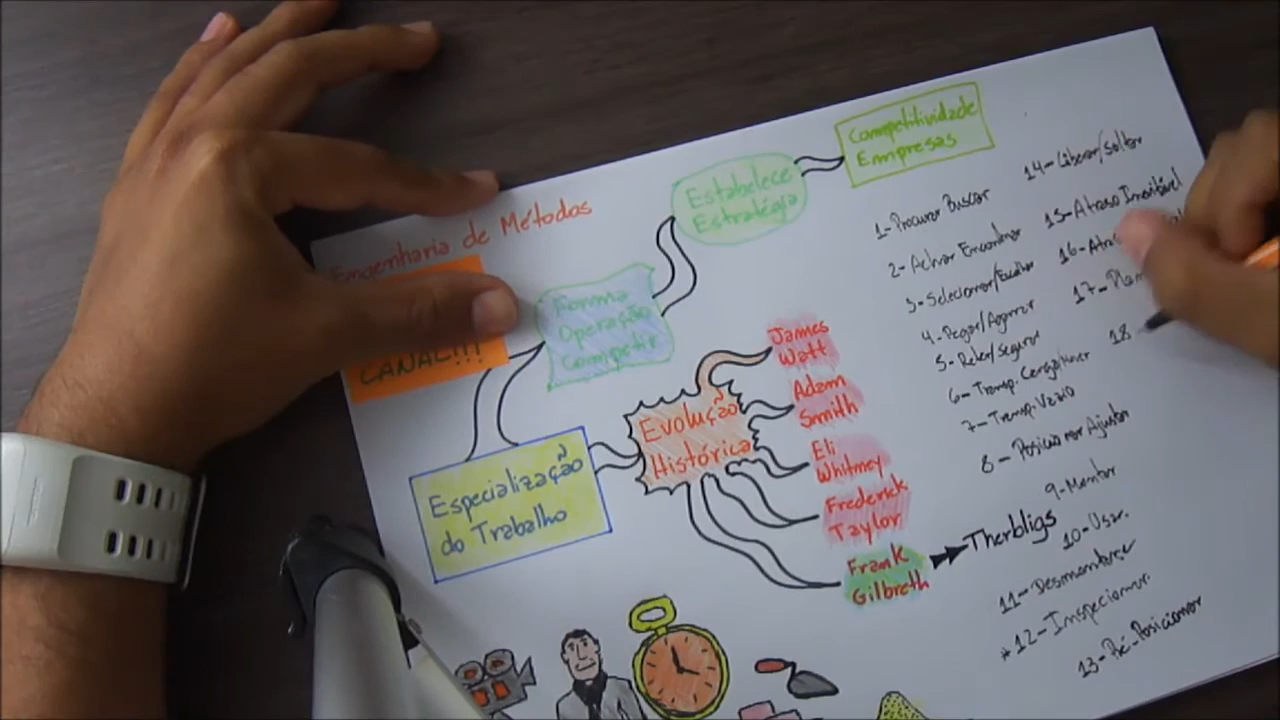 Engenharia de Métodos
CANAL!!!
Forma
Operação
Competir
Estabelece
Estratégia
Competitividade
Empresas
Especialização
do Trabalho
Evolução
Histórica
James
Watt
Adam
Smith
Eli
Whitney
Frederick
Taylor
Frank
Gilbreth
Therbligs
1-Procurar Buscar
2-Achar Encontrar
3-Selecionar/Escolher
4-Pegar/Agarrar
5-Reter/Segurar
6-Transp.
7-Transp. Vazio
8-Posicionar Ajustar
9-Montar
10-Usar.
11-Desmontar
*12-Inspecionar.
13-Pré-Posicionar
14-Liberar/Soltar
15-Atraso Inevitável
16-
17-
18-